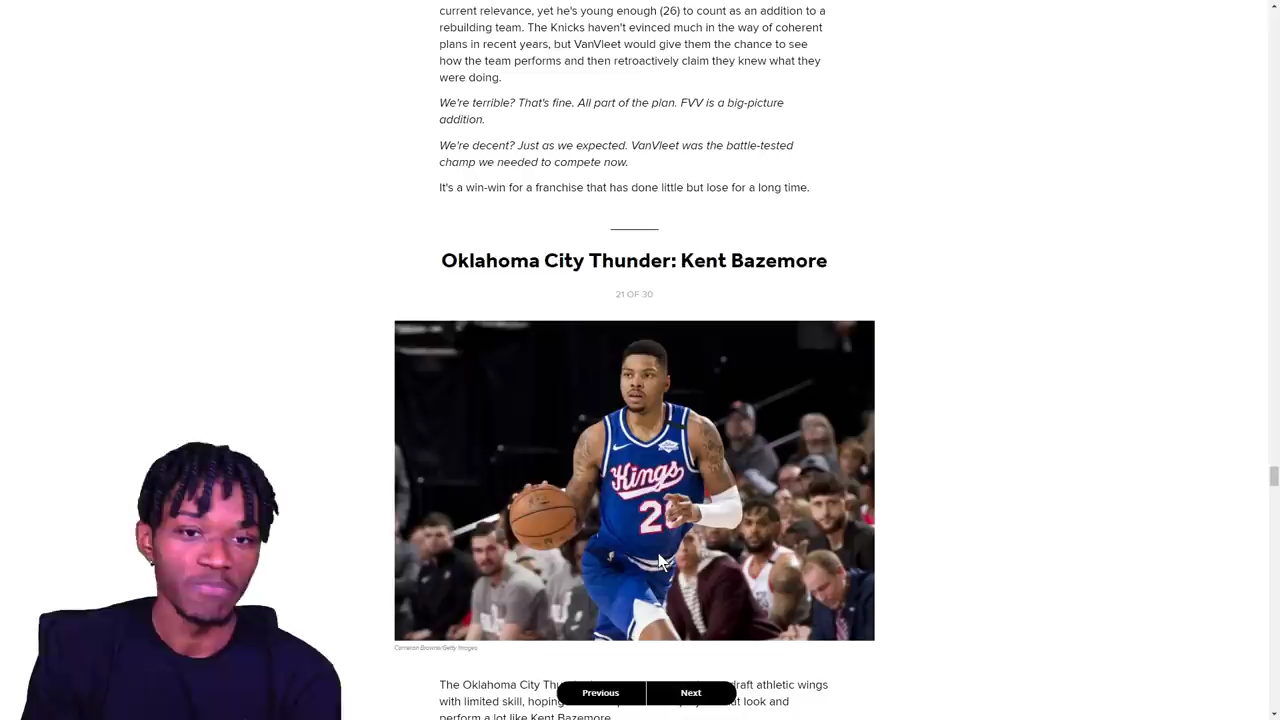 current relevance, yet he's young enough (26) to count as an addition to a
rebuilding team. The Knicks haven't evinced much in the way of coherent
plans in recent years, but VanVleet would give them the chance to see
how the team performs and then retroactively claim they knew what they
were doing.
We're terrible? That's fine. All part of the plan. FVV is a big-picture
addition.
We're decent? Just as we expected. VanVleet was the battle-tested
champ we needed to compete now.
It's a win-win for a franchise that has done little but lose for a long time.
Oklahoma City Thunder: Kent Bazemore
21 OF 30
Kings
Cameron Browne/Getty Images
The Oklahoma City draft athletic wings
Previous Next
with limited skill, look and
perform a lot like Kent Bazemore.